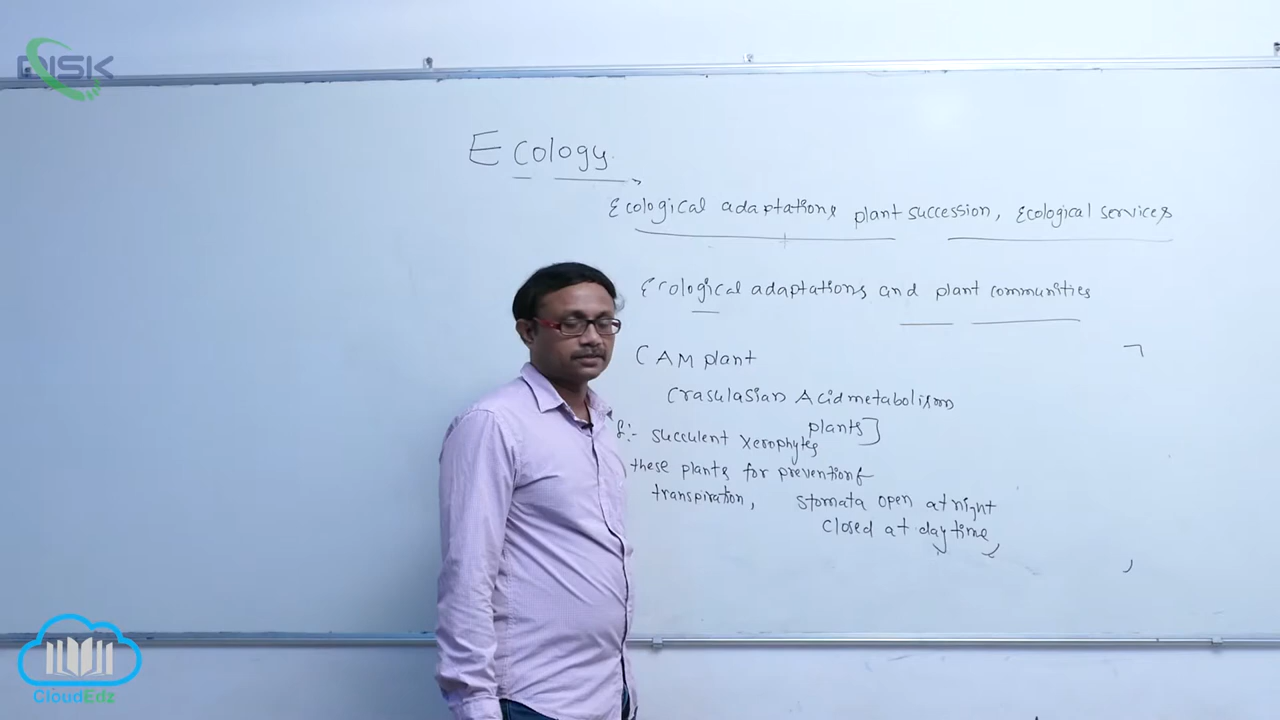 DISK
Ecology
Ecological adaptations plant succession, Ecological services
Ecological adaptations and plant communities
CAM plant
Crasulasian Acid metabolism
plants]
succulent xerophytes
these plants for prevention of
transpiration, stomata open at night
closed at day time
CloudEdz